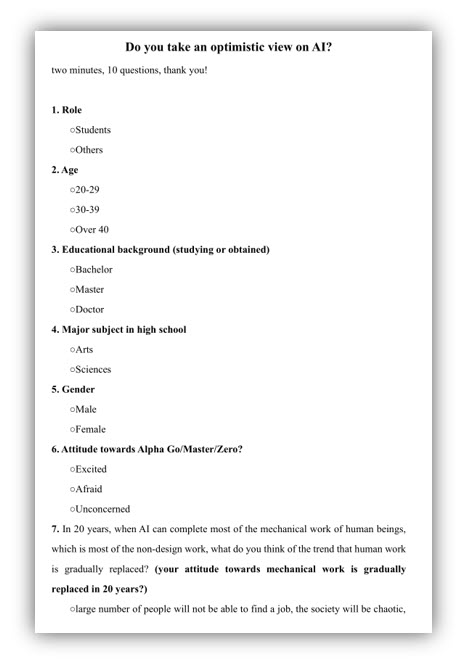 Do you take an optimistic view on AI?
two minutes, 10 questions, thank you!
1. Role
○Students
○Others
2. Age
○20-29
○30-39
○Over 40
3. Educational background (studying or obtained)
○Bachelor
○Master
○Doctor
4. Major subject in high school
○Arts
○Sciences
5. Gender
○Male
○Female
6. Attitude towards Alpha Go/Master/Zero?
○Excited
○Afraid
○Unconcerned
7. In 20 years, when AI can complete most of the mechanical work of human beings,
which is most of the non-design work, what do you think of the trend that human work
is gradually replaced? (your attitude towards mechanical work is gradually
replaced in 20 years?)
○large number of people will not be able to find a job, the society will be chaotic,